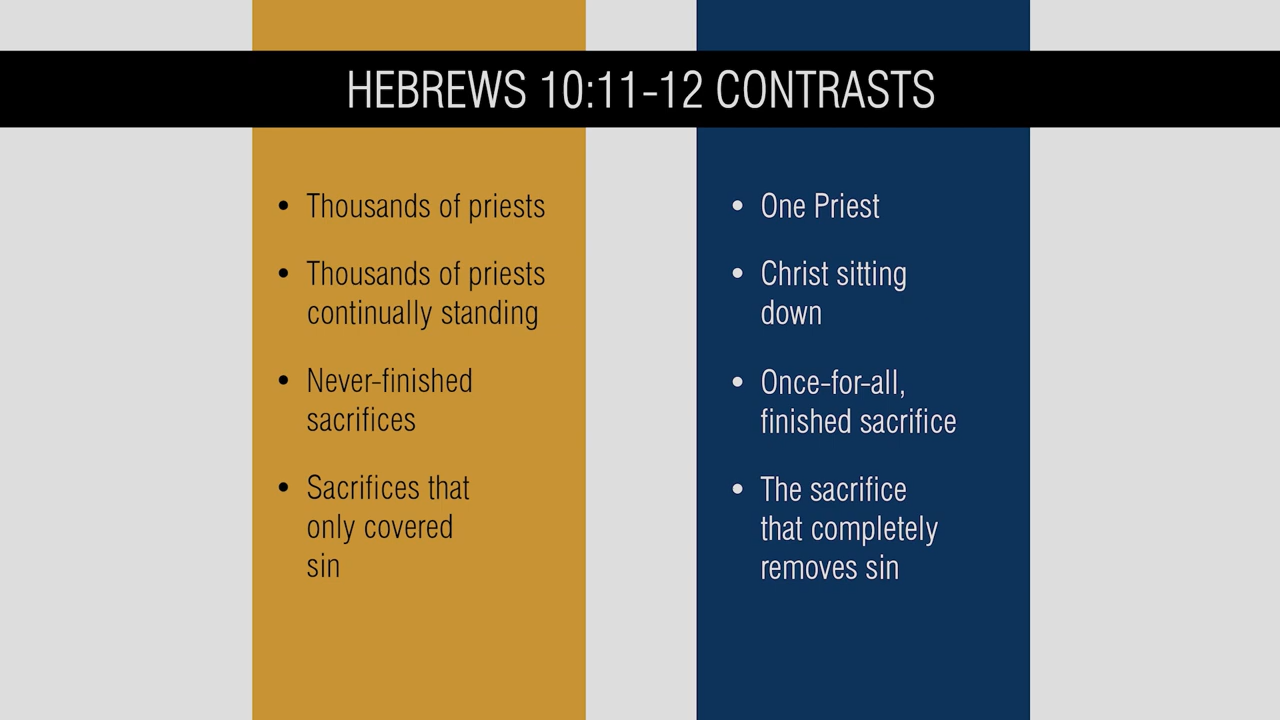 HEBREWS 10:11-12 CONTRASTS
• Thousands of priests
• Thousands of priests
continually standing
• Never-finished
sacrifices
• Sacrifices that
only covered
sin
• One Priest
• Christ sitting
down
• Once-for-all,
finished sacrifice
• The sacrifice
that completely
removes sin